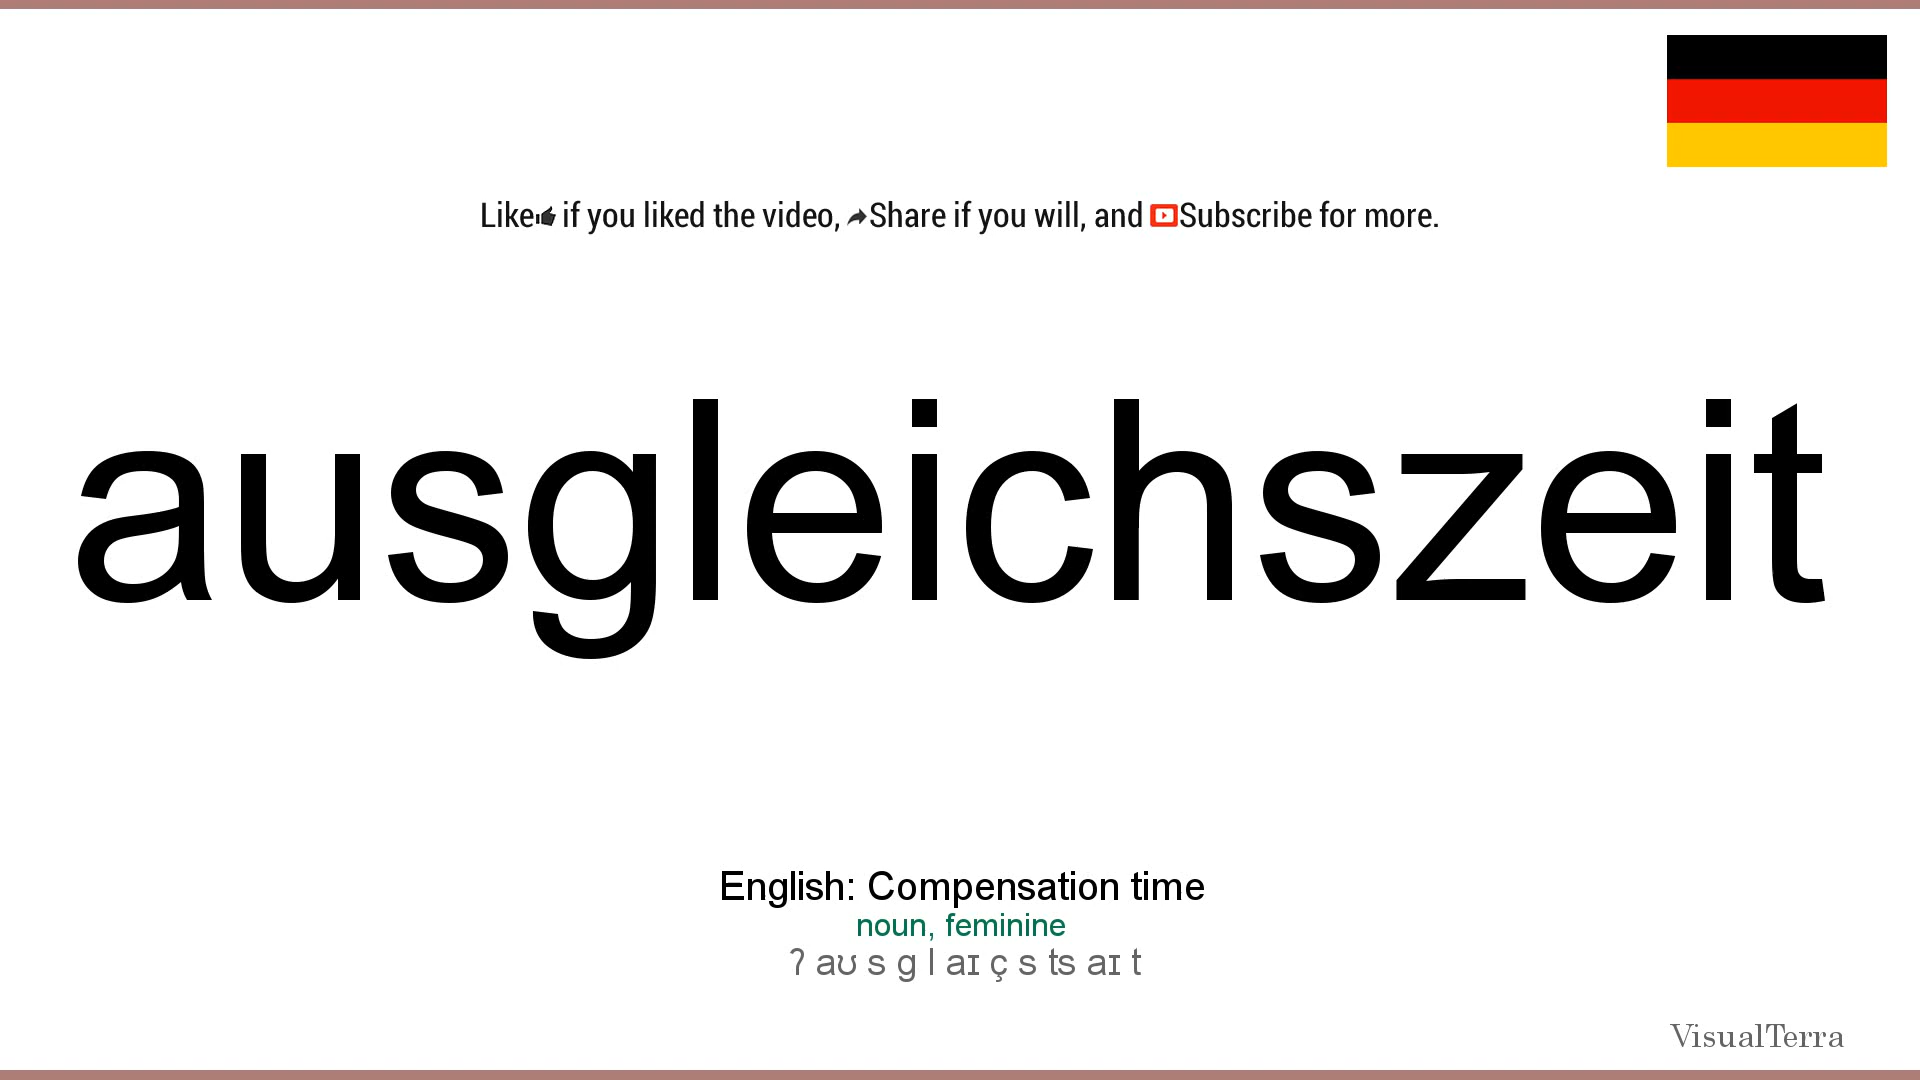 Like if you liked the video, Share if you will, and Subscribe for more.
ausgleichszeit
English: Compensation time
noun, feminine
ʔ aʊ s g l aɪ ç s ts aɪ t
VisualTerra